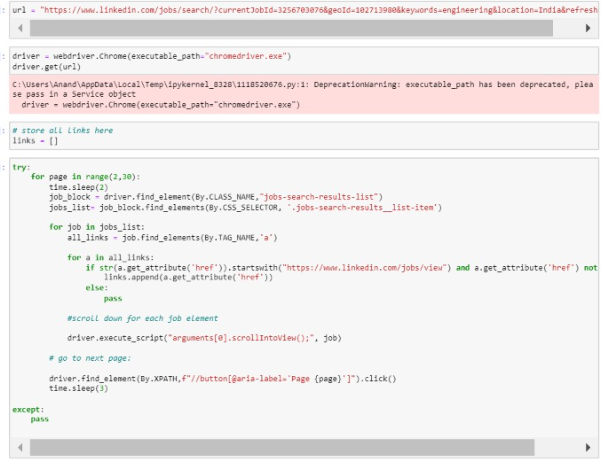 url = "https://www.linkedin.com/jobs/search/?currentJobId=3256703076&geoId=102713980&keywords=engineering&location=India&refresh
driver = webdriver.Chrome(executable_path="chromedriver.exe")
driver.get(url)
C:\Users\Anand\AppData\Local\Temp\ipykernel_8328\1118520676.py:1: DeprecationWarning: executable_path has been deprecated, plea
se pass in a Service object
driver = webdriver.Chrome(executable_path="chromedriver.exe")
# store all links here
links = []
try:
for page in range(2,30):
time.sleep(2)
job_block = driver.find_element(By.CLASS_NAME,"jobs-search-results-list")
jobs_list= job_block.find_elements(By.CSS_SELECTOR, '.jobs-search-results__list-item')
for job in jobs_list:
all_links = job.find_elements(By.TAG_NAME,'a')
for a in all_links:
if str(a.get_attribute('href')).startswith("https://www.linkedin.com/jobs/view") and a.get_attribute('href') not
links.append(a.get_attribute('href'))
else:
pass
#scroll down for each job element
driver.execute_script("arguments[0].scrollIntoView();", job)
# go to next page:
driver.find_element(By.XPATH,f"//button[@aria-label='Page {page}']").click()
time.sleep(3)
except:
pass